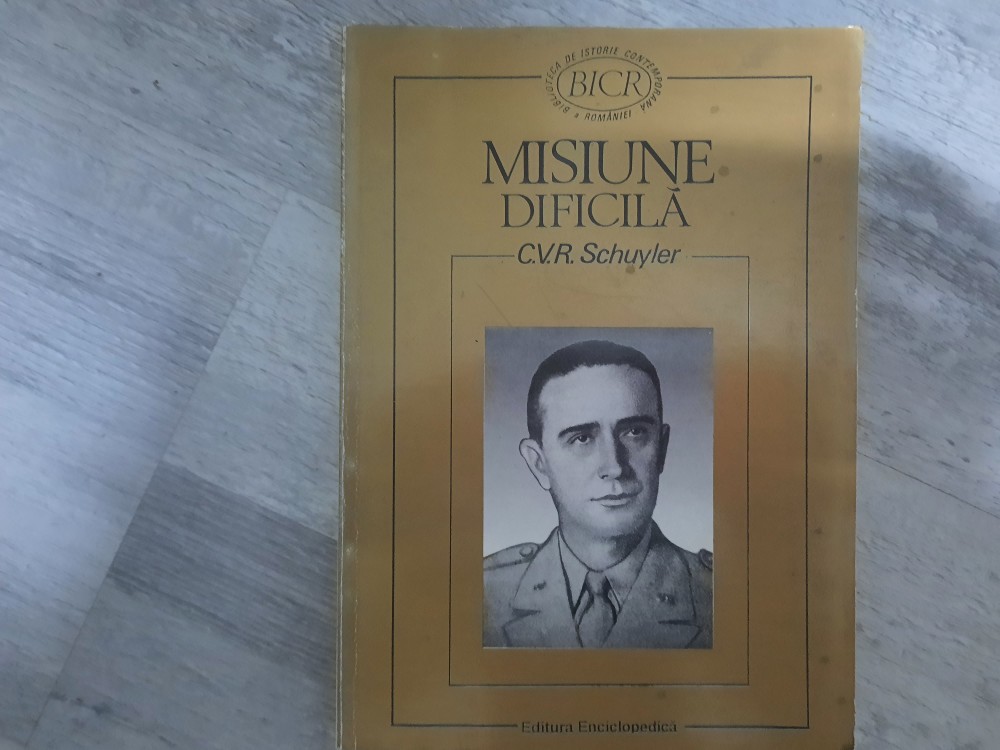 BIBLIOTECA DE ISTORIE CONTEMPORANĂ A ROMÂNIEI
BICR
MISIUNE
DIFICILĂ
C.V.R. Schuyler
Editura Enciclopedică